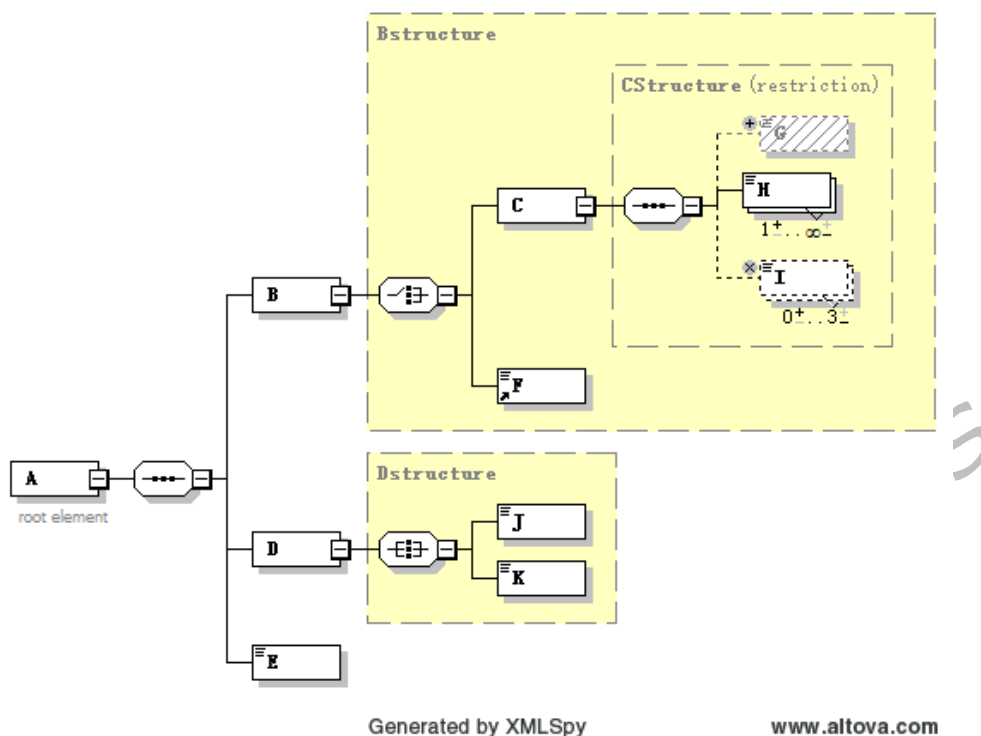 Bstructure
CStructure (restriction)
G
H
1..∞
I
0..3
C
B
F
A
root element
Dstructure
J
D
K
E
Generated by XMLSpy
www.altova.com